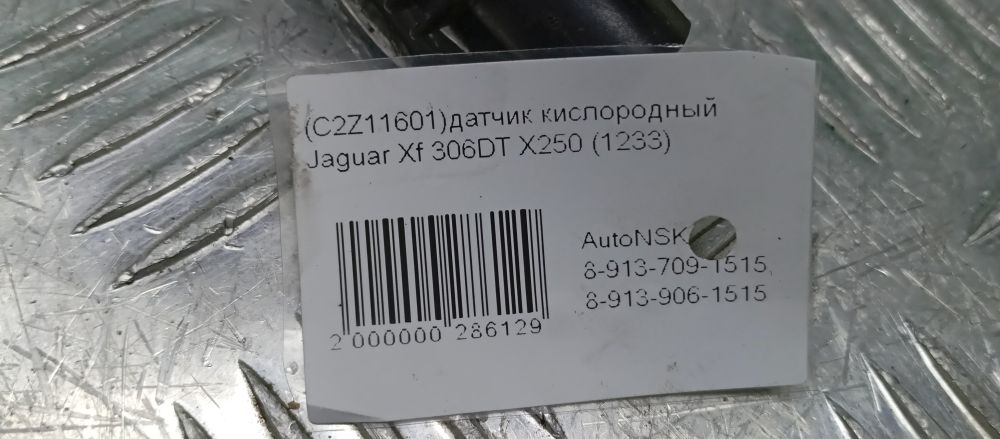 (C2Z11601)датчик кислородный
Jaguar Xf 306DT X250 (1233)
AutoNSK
8-913-709-1515,
8-913-906-1515
2 000000 286129